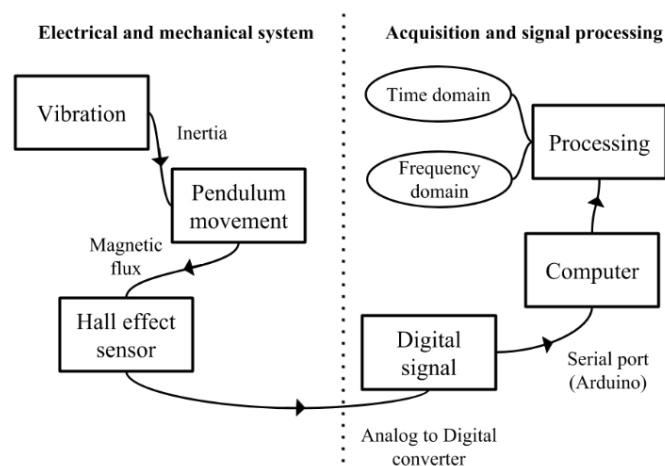 Electrical and mechanical system
Vibration
Inertia
Pendulum
movement
Magnetic
flux
Hall effect
sensor
Acquisition and signal processing
Time domain
Frequency
domain
Processing
Computer
Digital
signal
Serial port
(Arduino)
Analog to Digital
converter